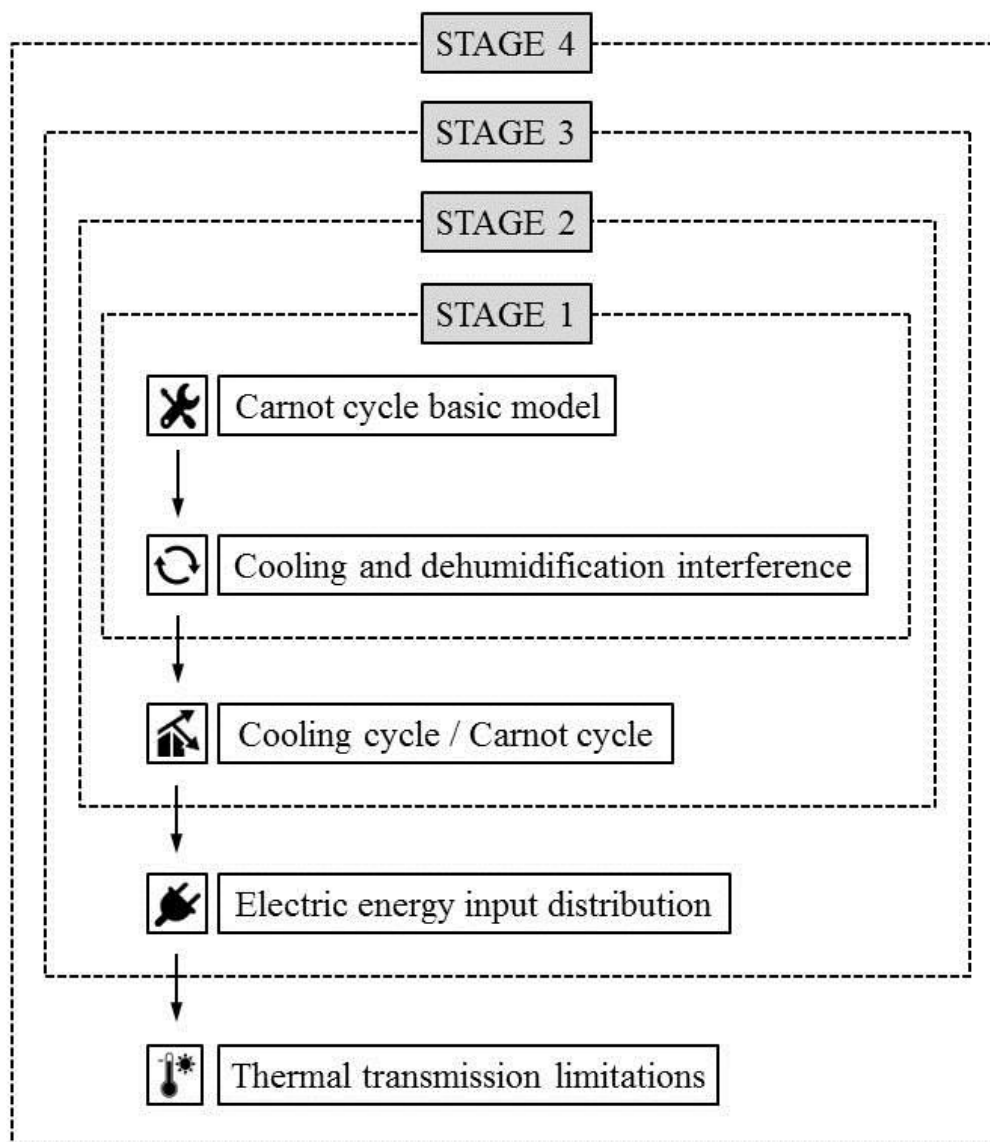 STAGE 4
STAGE 3
STAGE 2
STAGE 1
Carnot cycle basic model
Cooling and dehumidification interference
Cooling cycle / Carnot cycle
Electric energy input distribution
Thermal transmission limitations